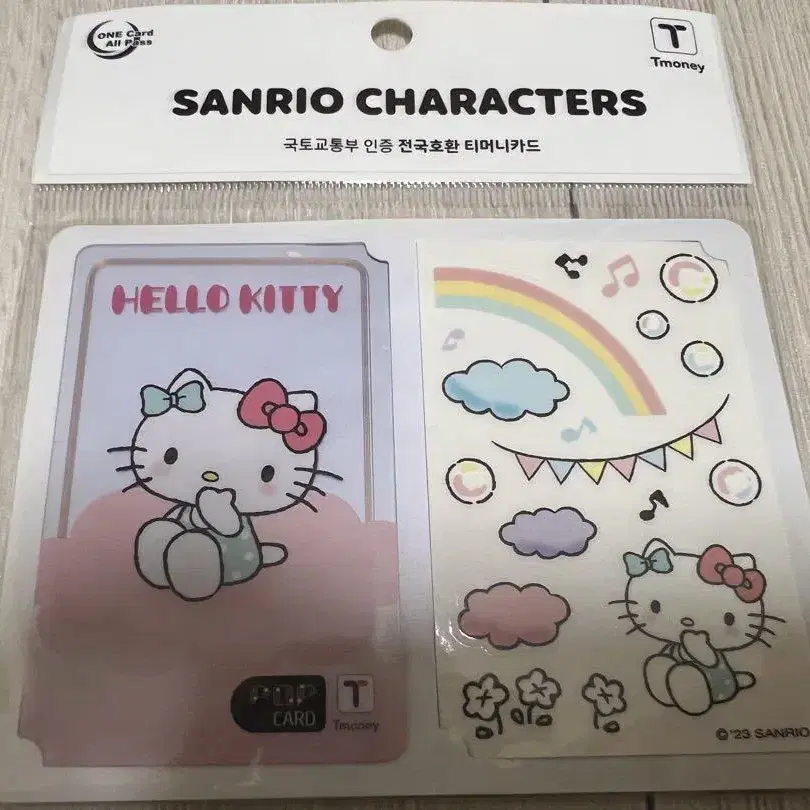 ONE Card
All Pass
Tmoney
SANRIO CHARACTERS
국토교통부 인증 전국호환 티머니카드
HELLO KITTY
POP
CARD
Tmoney
© '23 SANRIO